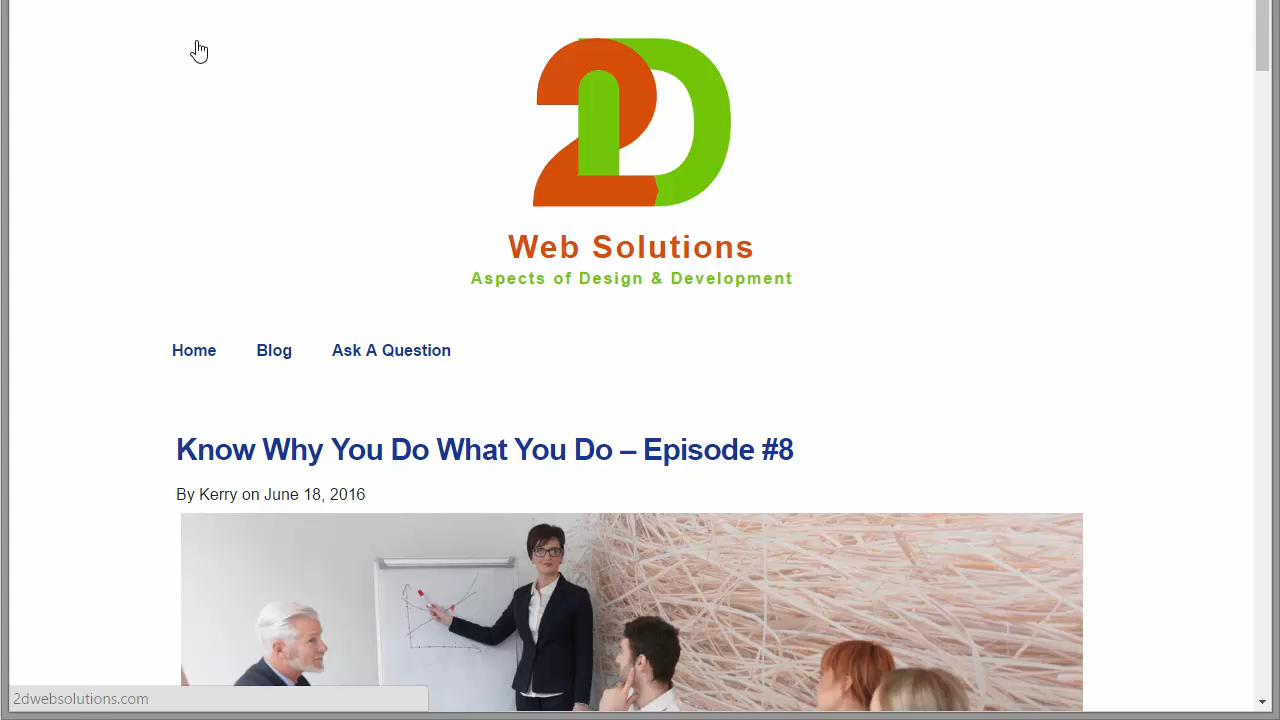 2D
Web Solutions
Aspects of Design & Development
Home Blog Ask A Question
Know Why You Do What You Do – Episode #8
By Kerry on June 18, 2016
2dwebsolutions.com